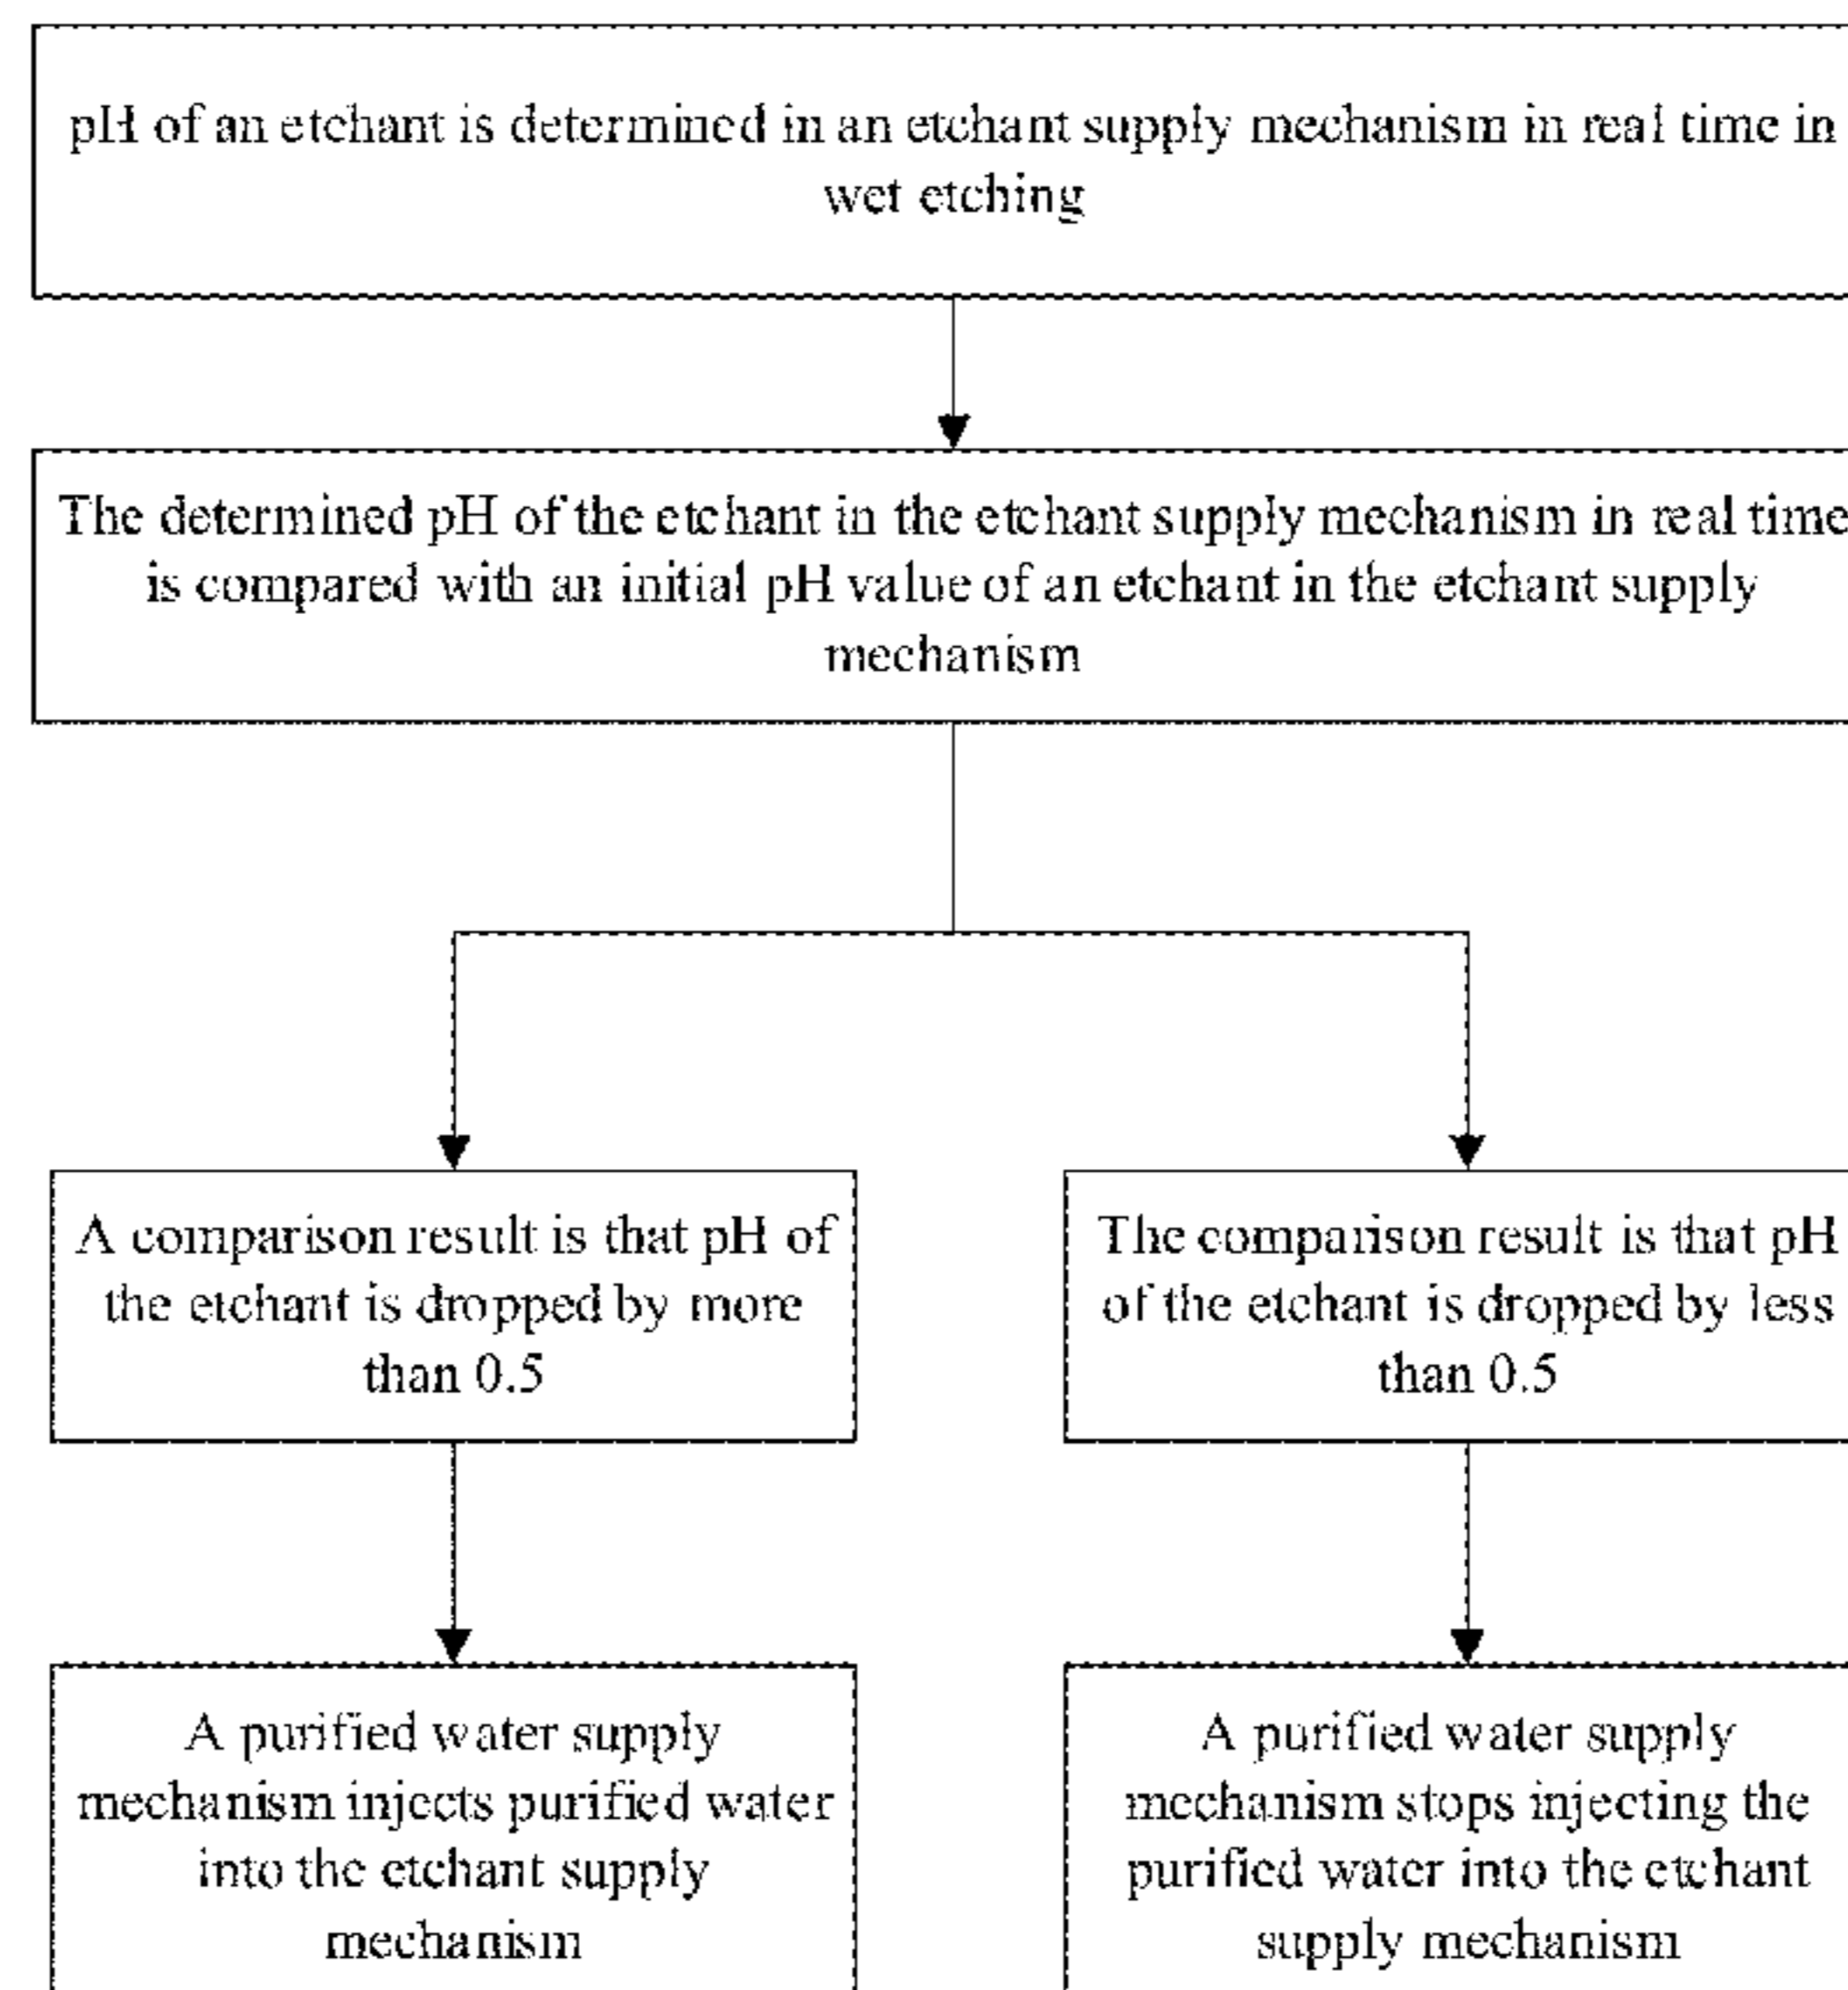 pH of an etchant is determined in an etchant supply mechanism in real time in
wet etching
The determined pH of the etchant in the etchant supply mechanism in real time
is compared with an initial pH value of an etchant in the etchant supply
mechanism
A comparison result is that pH of
the etchant is dropped by more
than 0.5
The comparison result is that pH
of the etchant is dropped by less
than 0.5
A purified water supply
mechanism injects purified water
into the etchant supply
mechanism
A purified water supply
mechanism stops injecting the
purified water into the etchant
supply mechanism